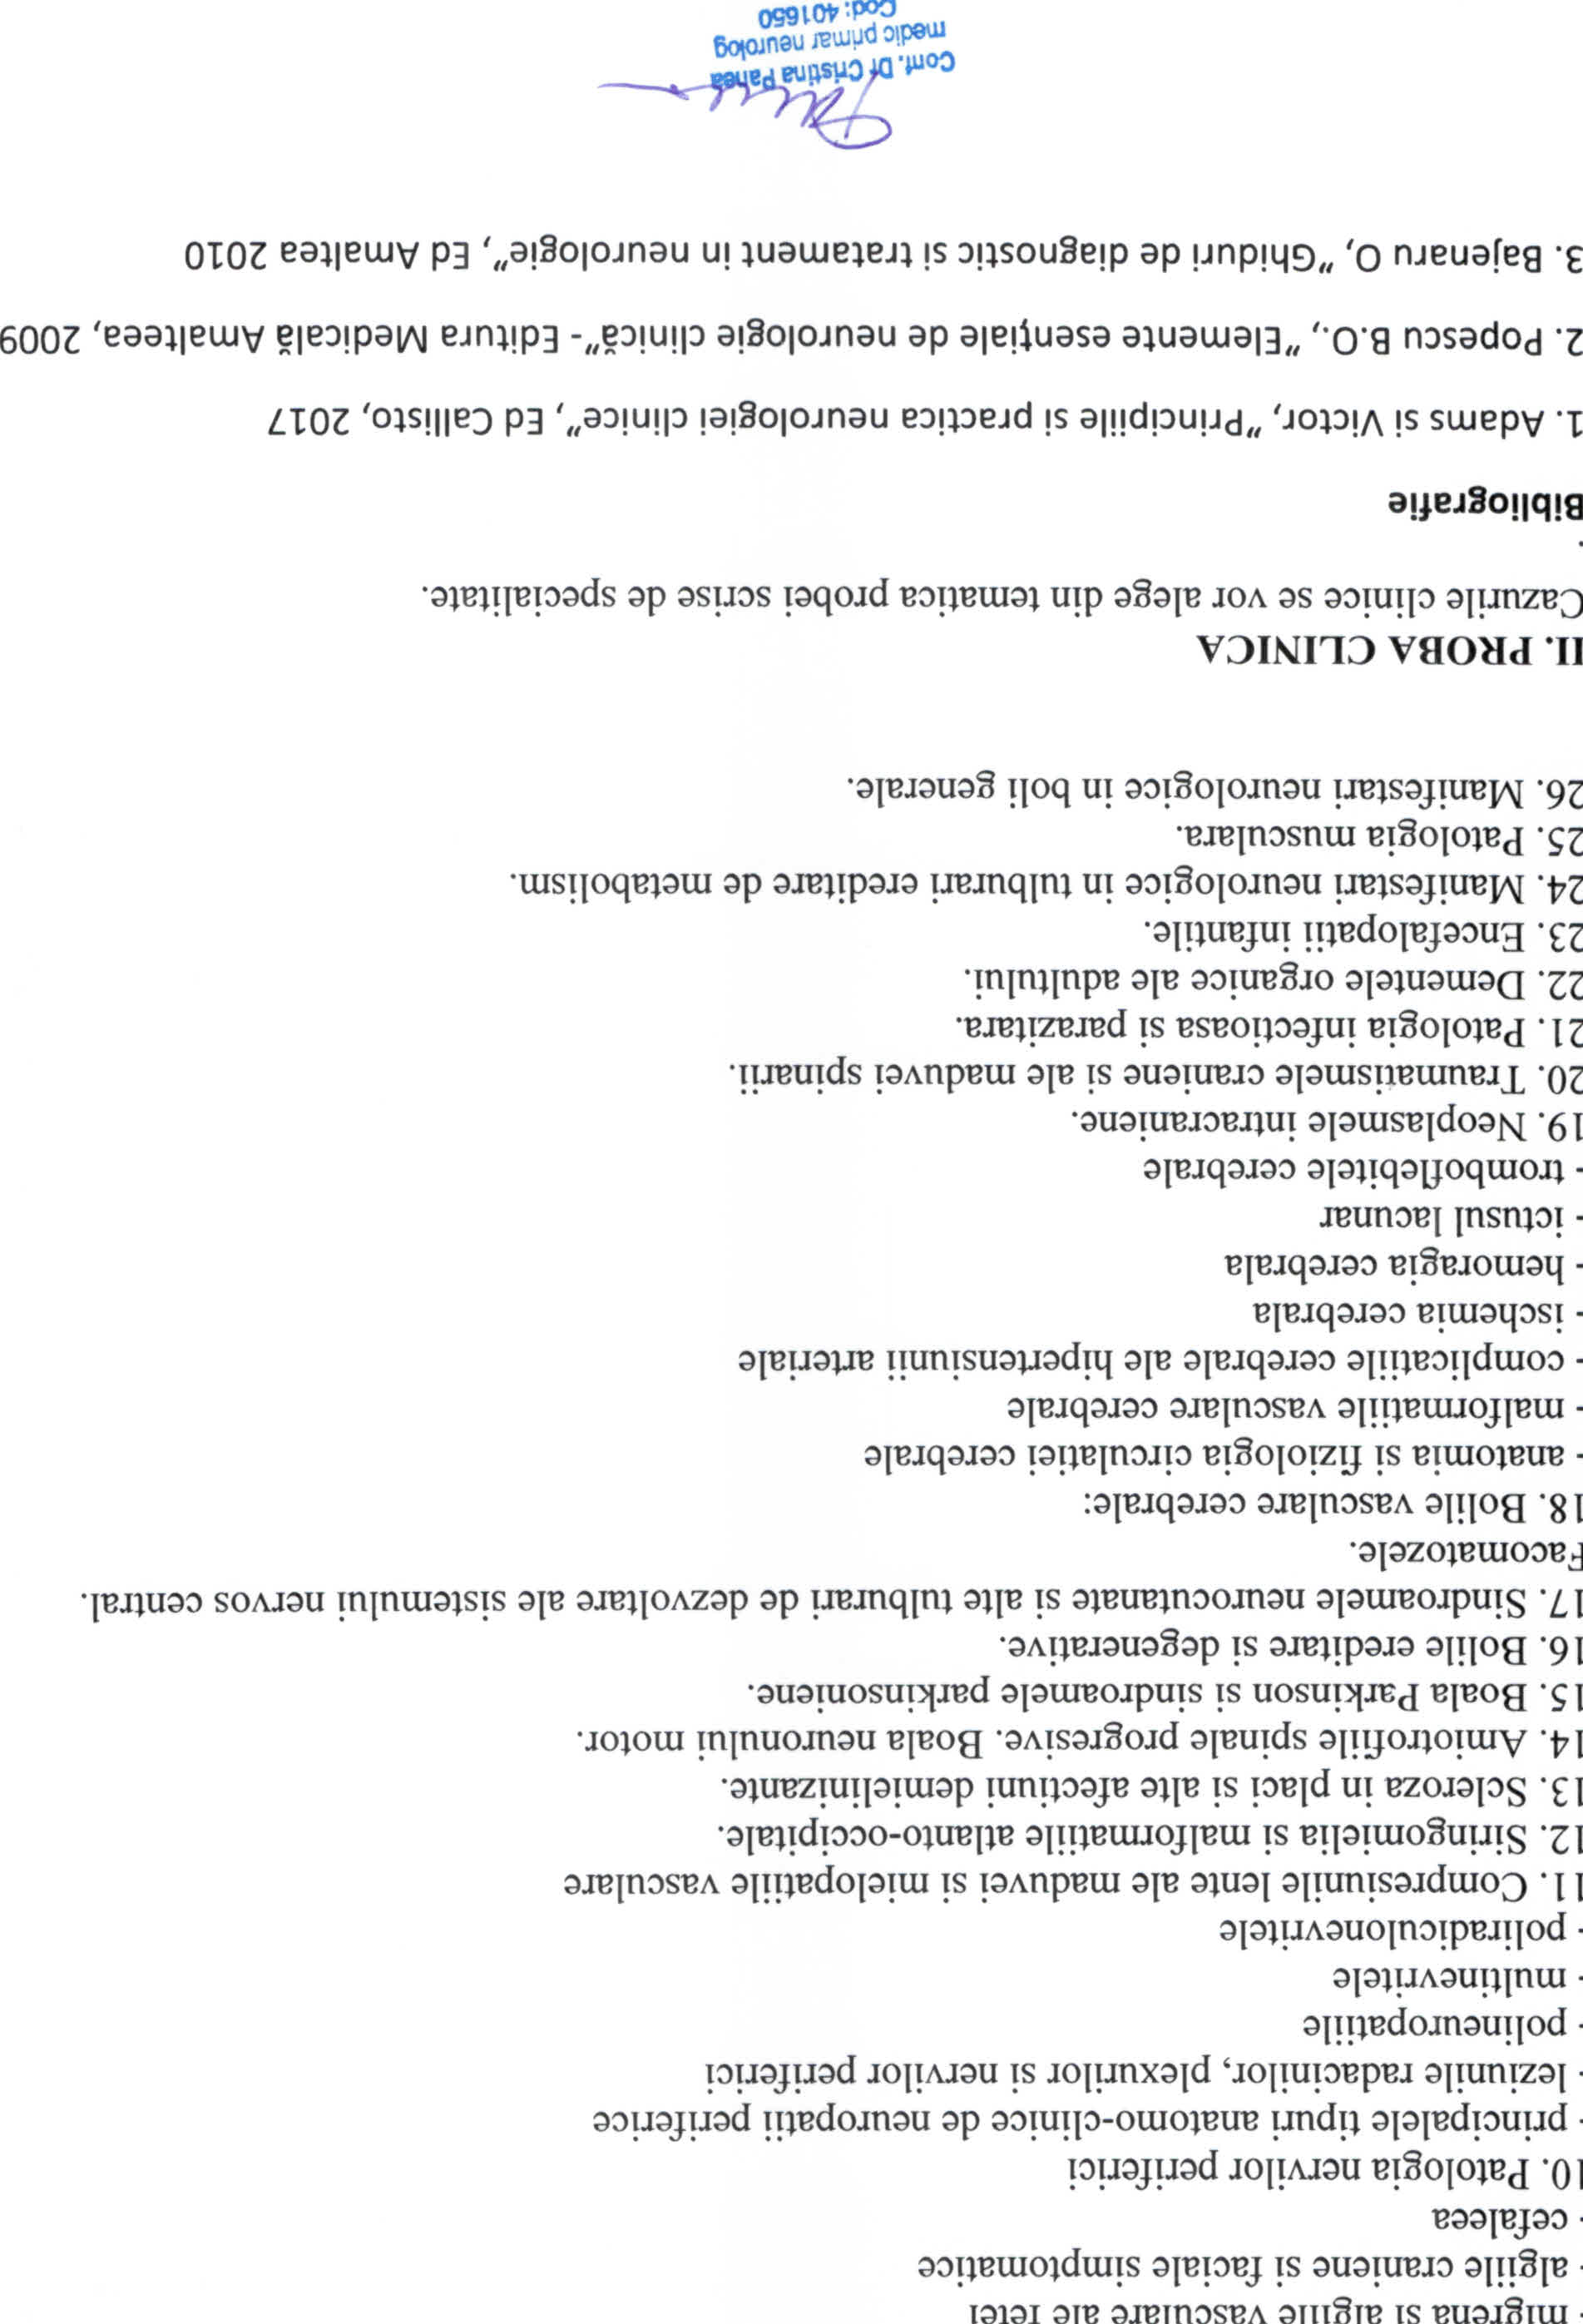 - migrena si algiile vasculare ale fetei
- algiile craniene si faciale simptomatice
- cefaleea
10. Patologia nervilor periferici
- principalele tipuri anatomo-clinice de neuropatii periferice
- leziunile radacinilor, plexurilor si nervilor periferici
- polineuropatiile
- multinevritele
- poliradiculonevritele
11. Compresiunile lente ale maduvei si mielopatiile vasculare
12. Siringomielia si malformatiile atlanto-occipitale.
13. Scleroza in placi si alte afectiuni demielinizante.
14. Amiotrofiile spinale progresive. Boala neuronului motor.
15. Boala Parkinson si sindroamele parkinsoniene.
16. Bolile ereditare si degenerative.
17. Sindroamele neurocutanate si alte tulburari de dezvoltare ale sistemului nervos central.
Facomatozele.
18. Bolile vasculare cerebrale:
- anatomia si fiziologia circulatiei cerebrale
- malformatiile vasculare cerebrale
- complicatiile cerebrale ale hipertensiunii arteriale
- ischemia cerebrala
- hemoragia cerebrala
- ictusul lacunar
- tromboflebitele cerebrale
19. Neoplasmele intracraniene.
20. Traumatismele craniene si ale maduvei spinarii.
21. Patologia infectioasa si parazitara.
22. Dementele organice ale adultului.
23. Encefalopatii infantile.
24. Manifestari neurologice in tulburari ereditare de metabolism.
25. Patologia musculara.
26. Manifestari neurologice in boli generale.
II. PROBA CLINICA
Cazurile clinice se vor alege din tematica probei scrise de specialitate.
.
Bibliografie
1. Adams si Victor, "Principiile si practica neurologiei clinice", Ed Callisto, 2017
2. Popescu B.O., "Elemente esenţiale de neurologie clinică"- Editura Medicală Amalteea, 2009
3. Bajenaru O, "Ghiduri de diagnostic si tratament in neurologie", Ed Amaltea 2010
Conf. Dr Cristina Panea
medic primar neurolog
Cod: 401650